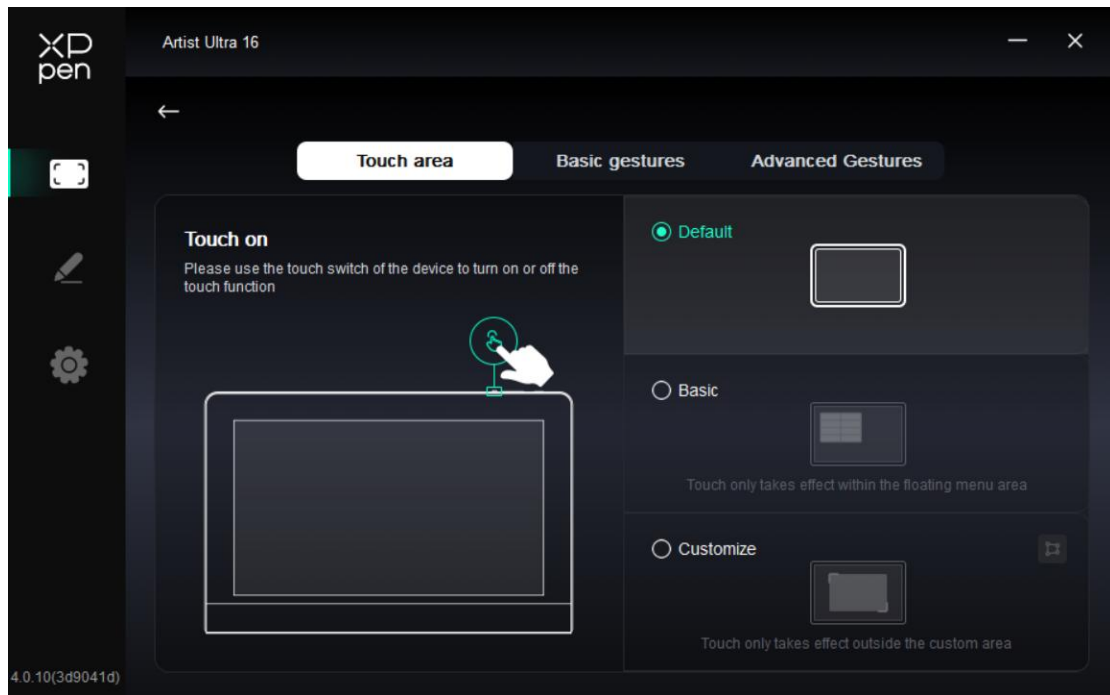 XP
pen
Artist Ultra 16
Touch area
Basic gestures
Advanced Gestures
Touch on
Please use the touch switch of the device to turn on or off the
touch function
Default
Basic
Touch only takes effect within the floating menu area
Customize
Touch only takes effect outside the custom area
4.0.10(3d9041d)